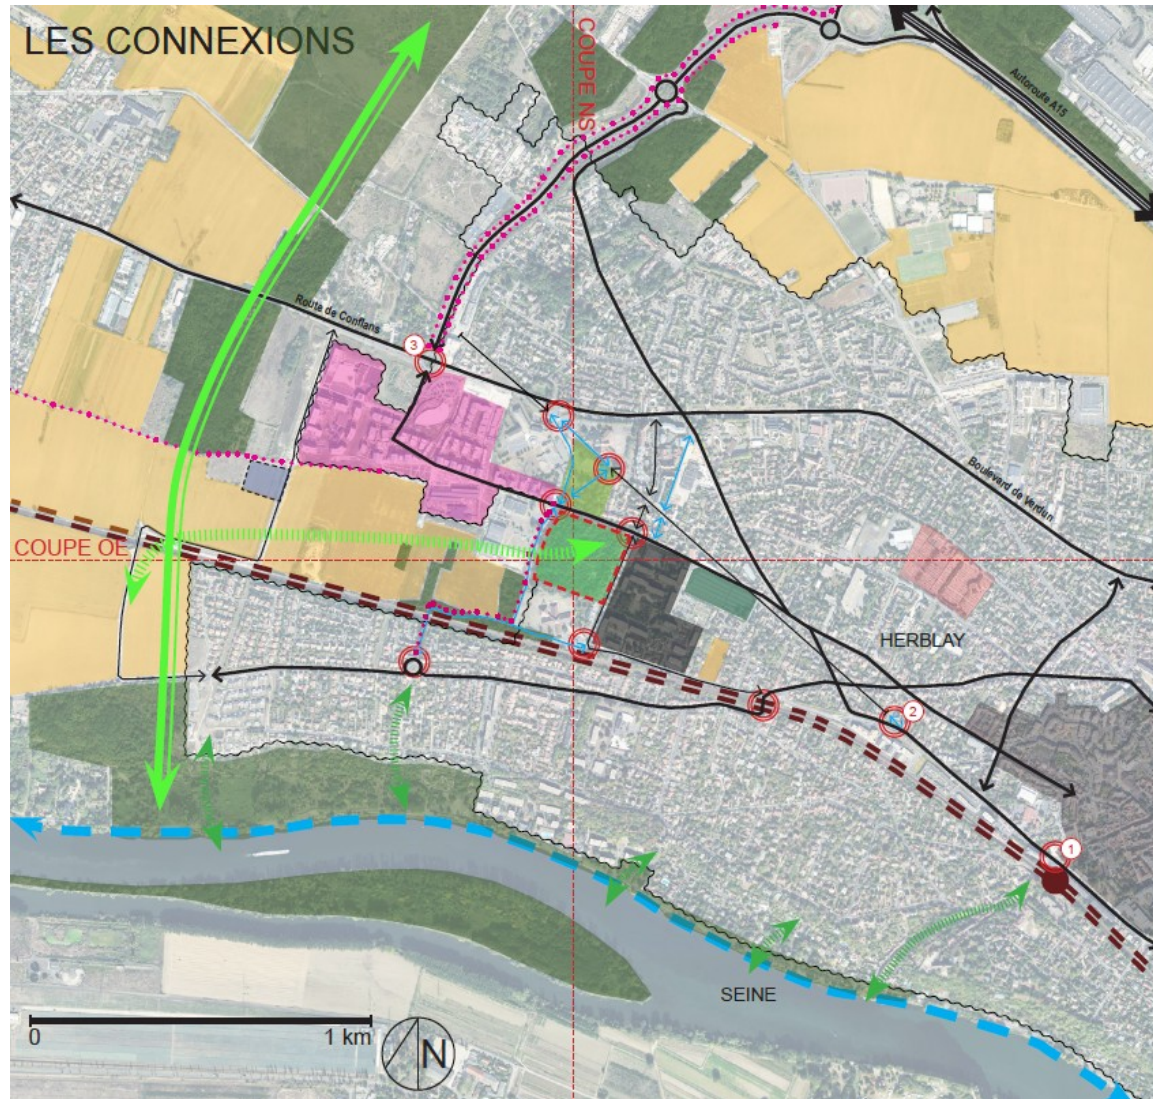 LES CONNEXIONS
COUPE NS
Autoroute A15
Route de Conflans
3
Boulevard de Verdun
COUPE OE
HERBLAY
2
1
SEINE
0
1 km
N